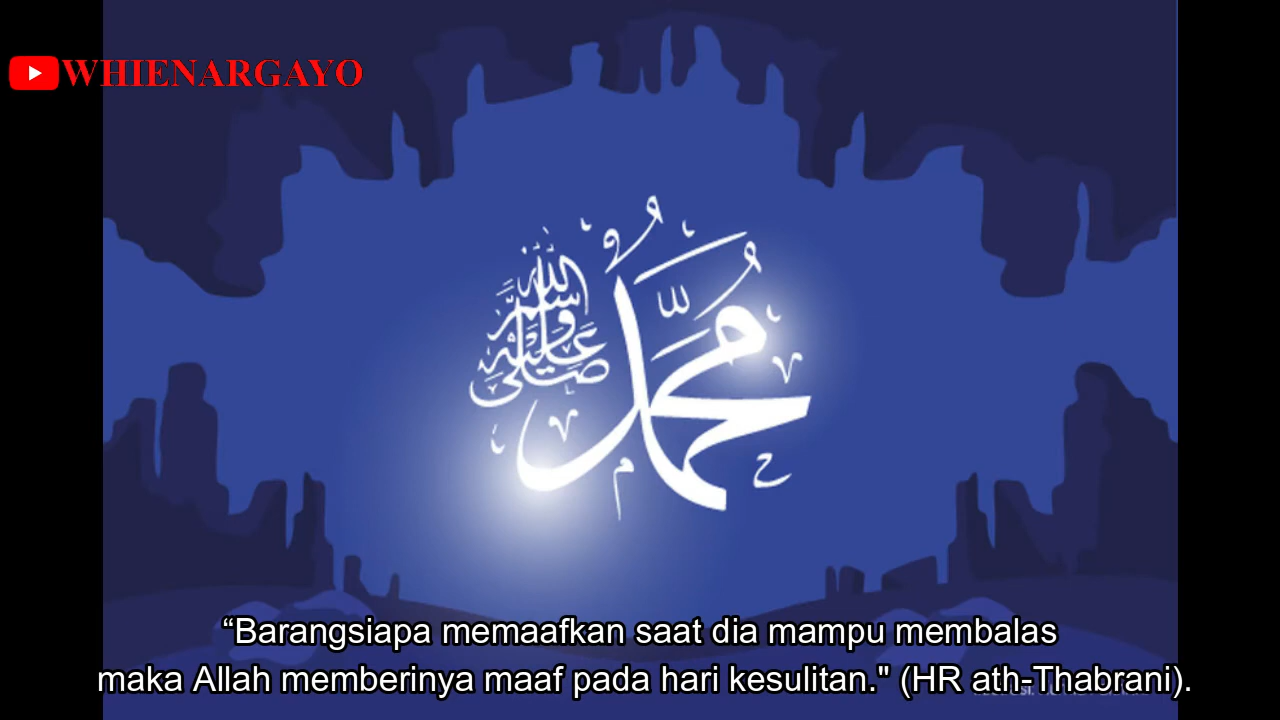 WHIENARGAYO
محمد
صلى الله عليه وسلم
“Barangsiapa memaafkan saat dia mampu membalas
maka Allah memberinya maaf pada hari kesulitan." (HR ath-Thabrani).